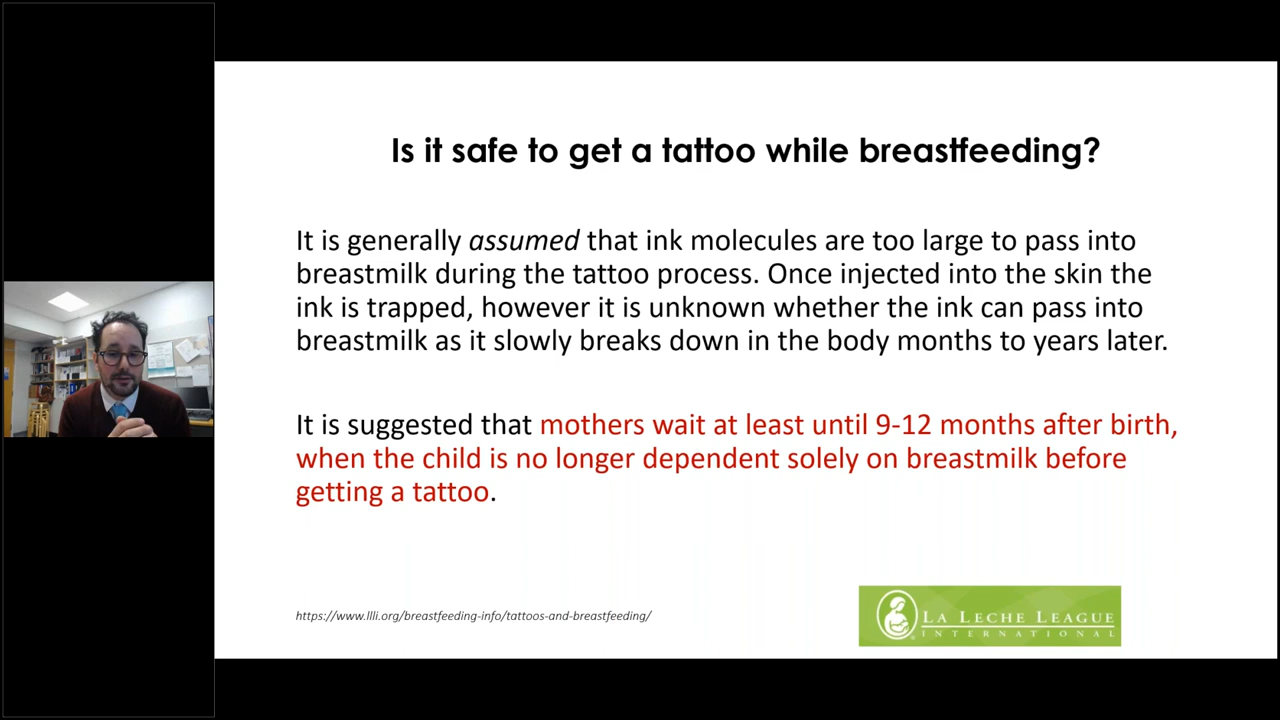 Is it safe to get a tattoo while breastfeeding?
It is generally assumed that ink molecules are too large to pass into
breastmilk during the tattoo process. Once injected into the skin the
ink is trapped, however it is unknown whether the ink can pass into
breastmilk as it slowly breaks down in the body months to years later.
It is suggested that mothers wait at least until 9-12 months after birth,
when the child is no longer dependent solely on breastmilk before
getting a tattoo.
https://www.llli.org/breastfeeding-info/tattoos-and-breastfeeding/
LA LECHE LEAGUE
INTERNATIONAL